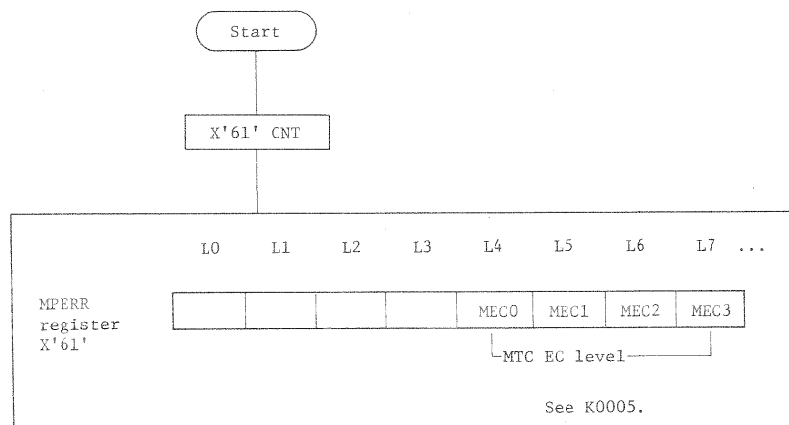 Start
X'61' CNT
L0 L1 L2 L3 L4 L5 L6 L7 ...
MPERR
register
X'61'
MEC0 MEC1 MEC2 MEC3
MTC EC level
See K0005.